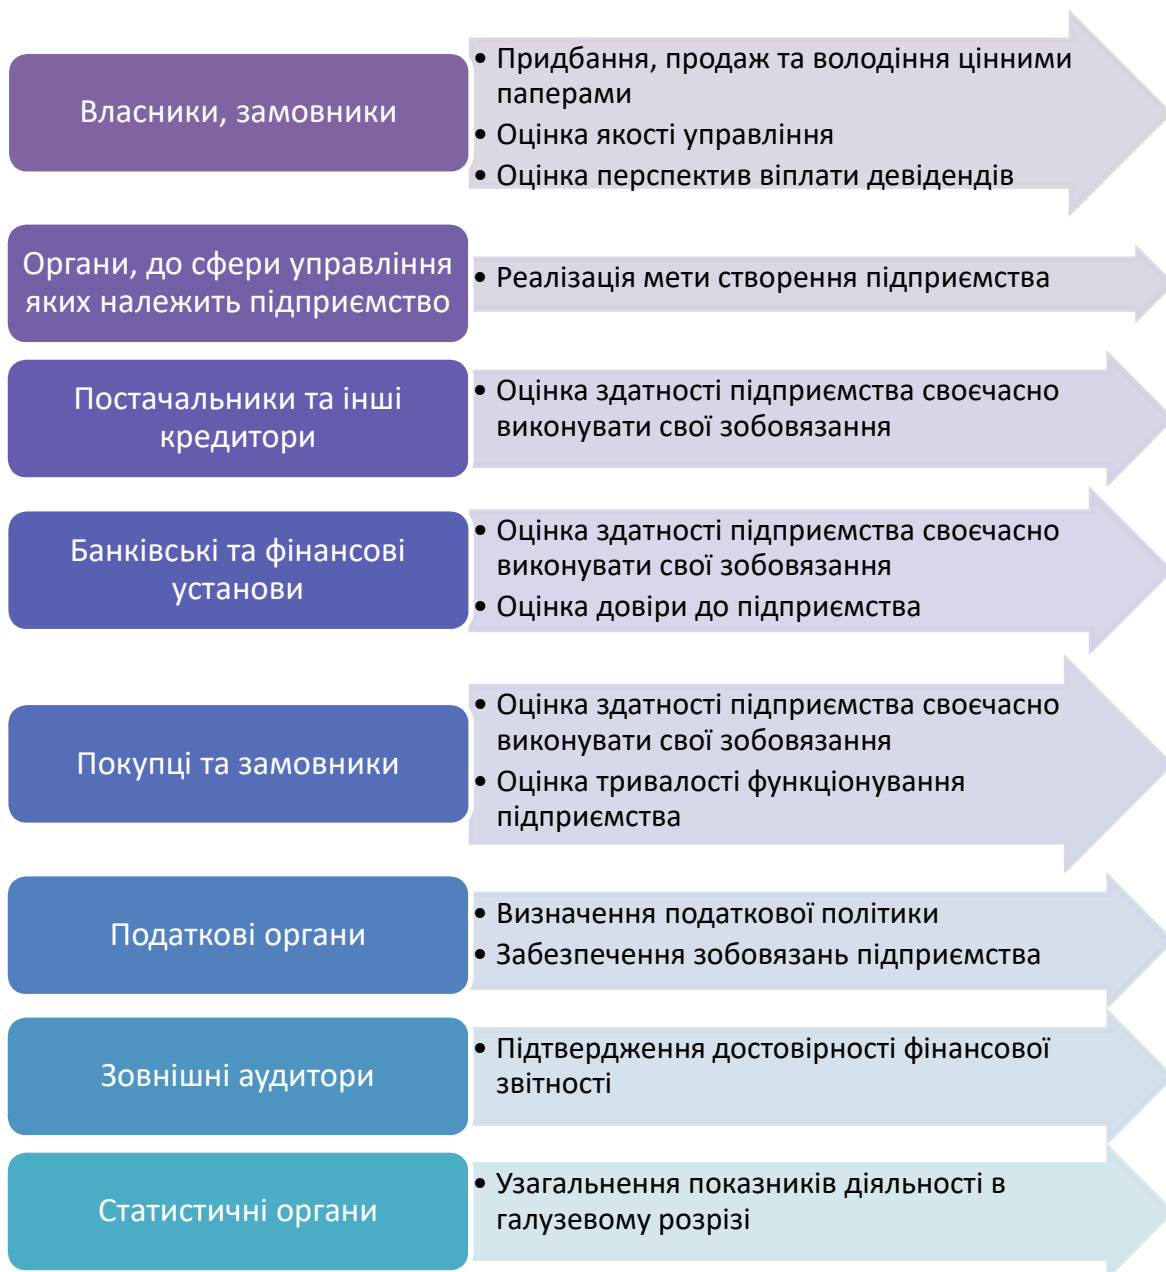 Власники, замовники
• Придбання, продаж та володіння цінними
паперами
• Оцінка якості управління
• Оцінка перспектив віплати девідендів
Органи, до сфери управління
яких належить підприємство
• Реалізація мети створення підприємства
Постачальники та інші
кредитори
• Оцінка здатності підприємства своєчасно
виконувати свої зобовязання
Банківські та фінансові
установи
• Оцінка здатності підприємства своєчасно
виконувати свої зобовязання
• Оцінка довіри до підприємства
Покупці та замовники
• Оцінка здатності підприємства своєчасно
виконувати свої зобовязання
• Оцінка тривалості функціонування
підприємства
Податкові органи
• Визначення податкової політики
• Забезпечення зобовязань підприємства
Зовнішні аудитори
• Підтвердження достовірності фінансової
звітності
Статистичні органи
• Узагальнення показників діяльності в
галузевому розрізі